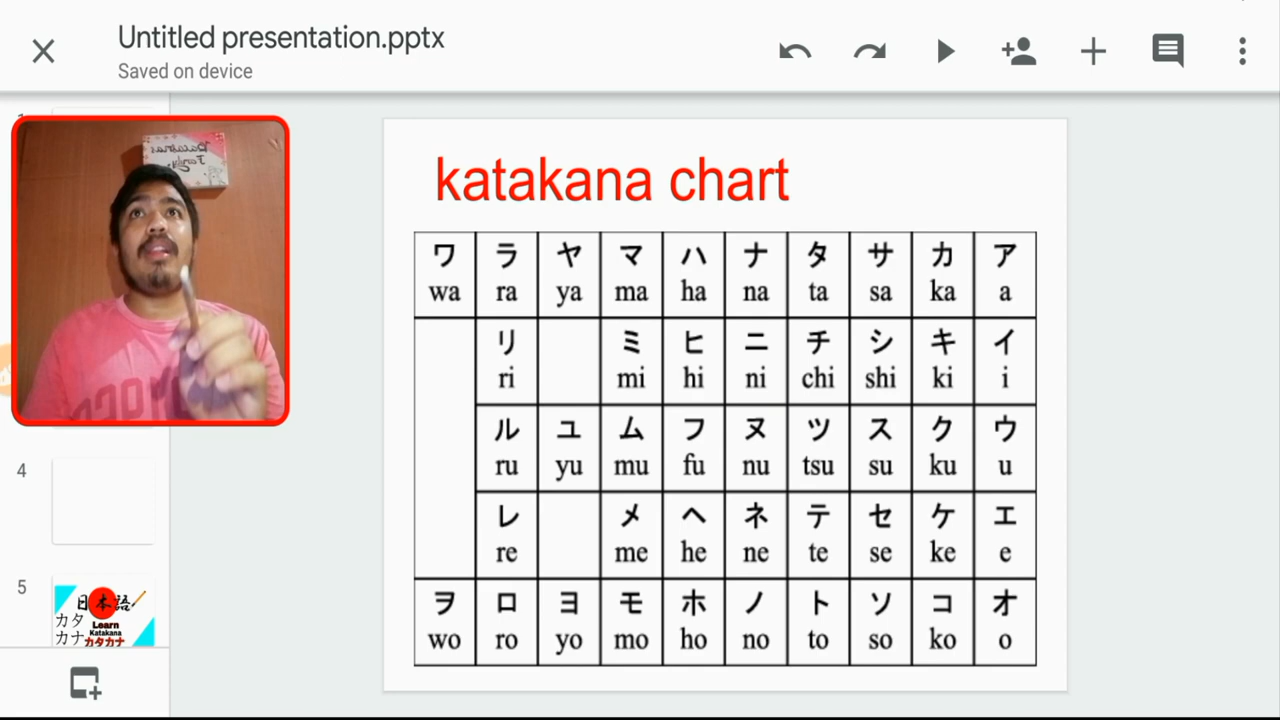 Untitled presentation.pptx
Saved on device
katakana chart
ワ ラ ヤ マ ハ ナ タ サ カ ア
wa ra ya ma ha na ta sa ka a
リ ミ ヒ ニ チ シ キ イ
ri mi hi ni chi shi ki i
ル ユ ム フ ヌ ツ ス ク ウ
ru yu mu fu nu tsu su ku u
レ メ ヘ ネ テ セ ケ エ
re me he ne te se ke e
ヲ ロ ヨ モ ホ ノ ト ソ コ オ
wo ro yo mo ho no to so ko o
4
5
日本語
カタ
カナ
Learn
Katakana
カタカナ